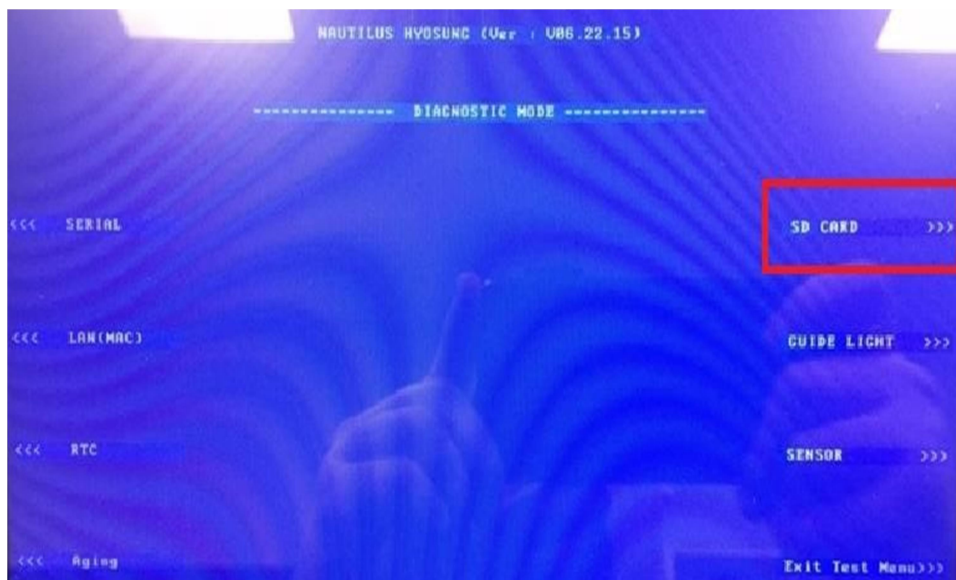 NAUTILUS HYOSUNG (Ver : V06.22.15)
-------------- DIAGNOSTIC MODE --------------
<<< SERIAL
SD CARD >>>
<<< LAN(MAC)
GUIDE LIGHT >>>
<<< RTC
SENSOR >>>
<<< Aging
Exit Test Menu>>>